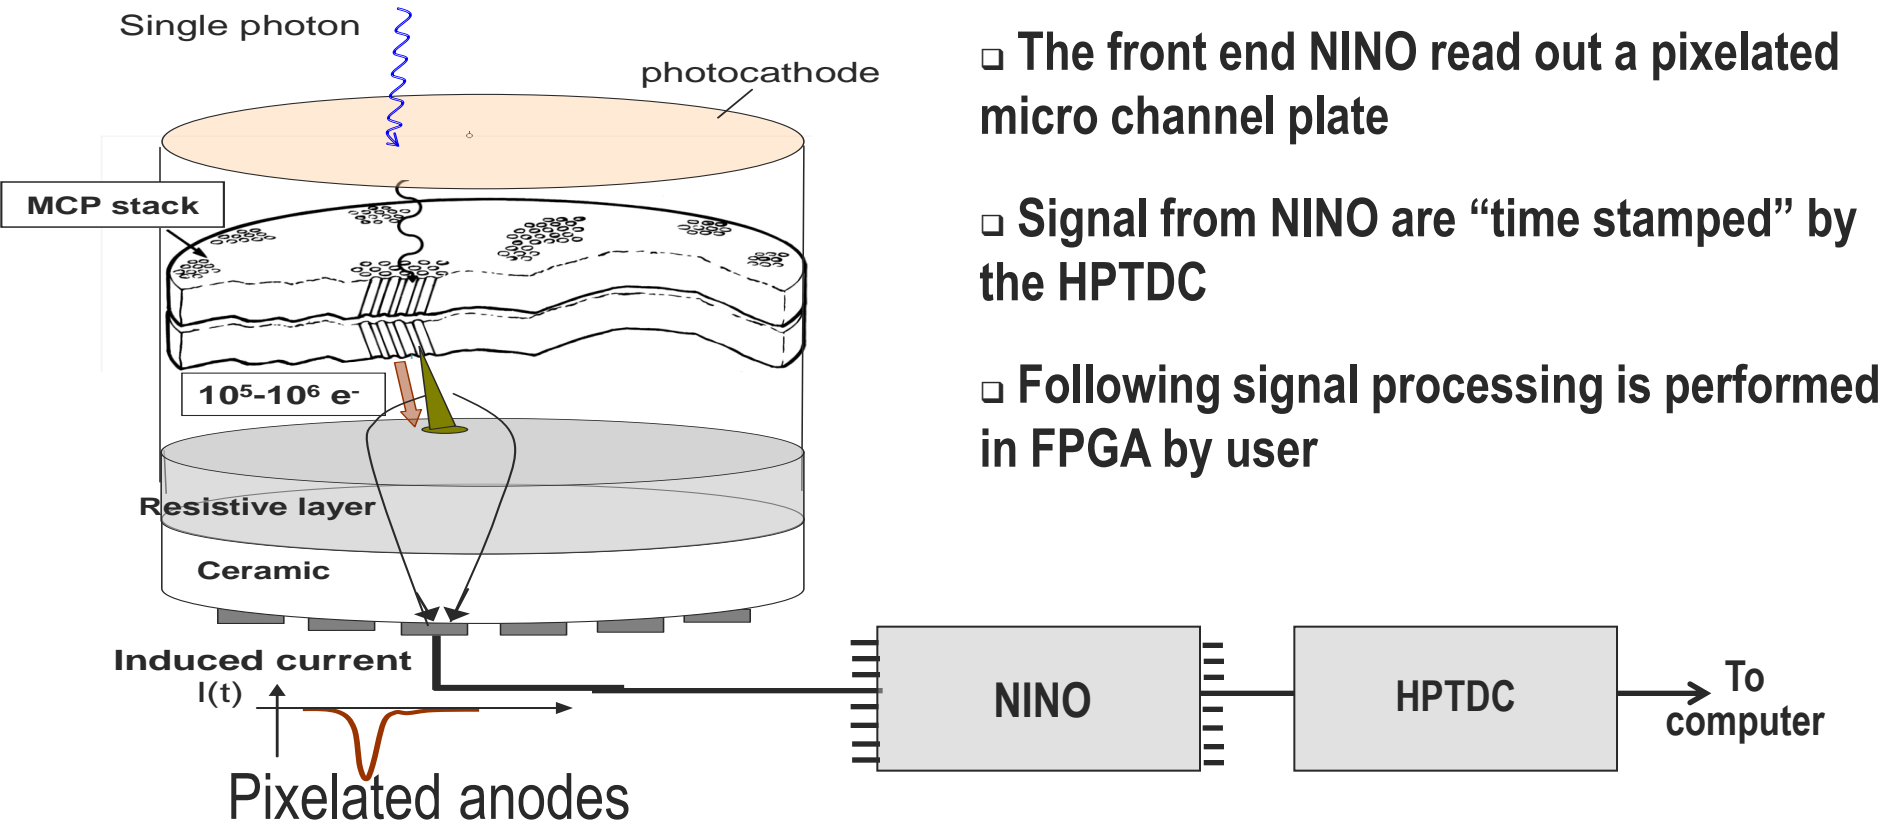 Single photon
photocathode
MCP stack
10⁵-10⁶ e⁻
Resistive layer
Ceramic
Induced current
I(t)
Pixelated anodes
❑ The front end NINO read out a pixelated
micro channel plate
❑ Signal from NINO are “time stamped” by
the HPTDC
❑ Following signal processing is performed
in FPGA by user
NINO
HPTDC
To
computer